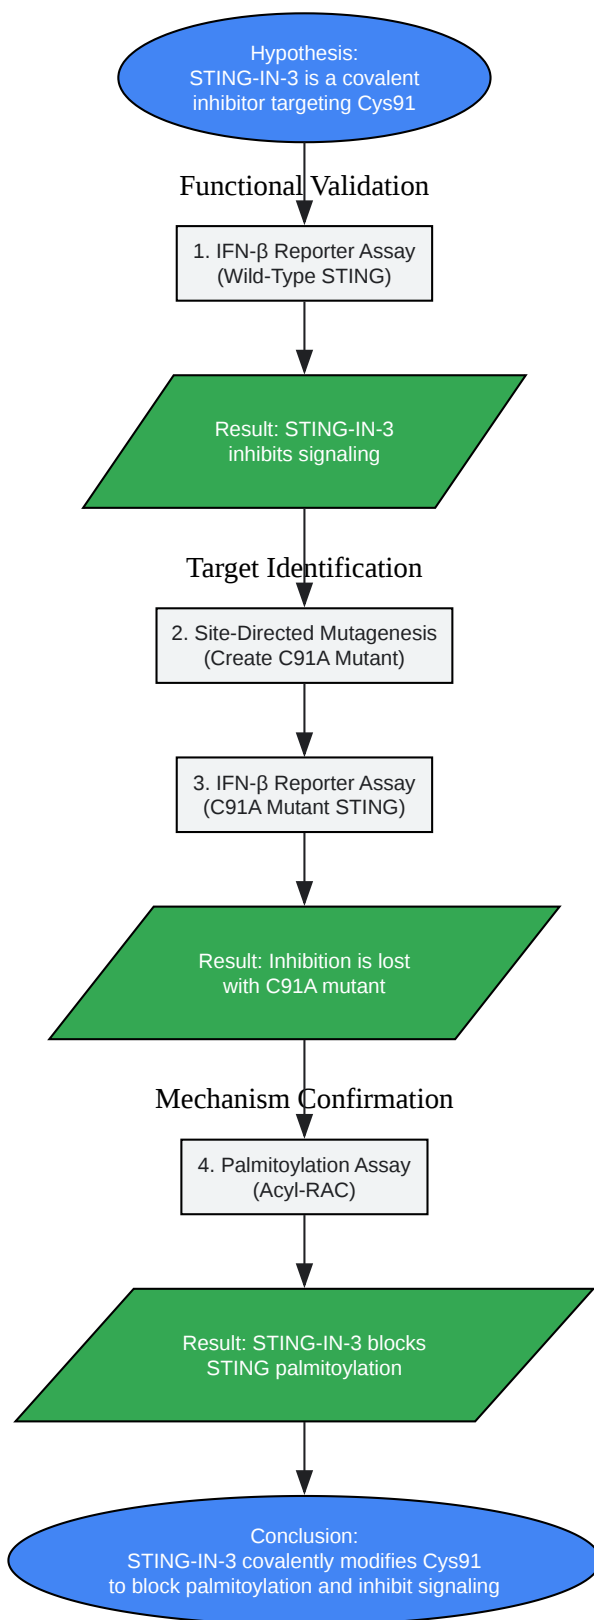 Hypothesis:
STING-IN-3 is a covalent
inhibitor targeting Cys91
Functional Validation
1. IFN-β Reporter Assay
(Wild-Type STING)
Result: STING-IN-3
inhibits signaling
Target Identification
2. Site-Directed Mutagenesis
(Create C91A Mutant)
3. IFN-β Reporter Assay
(C91A Mutant STING)
Result: Inhibition is lost
with C91A mutant
Mechanism Confirmation
4. Palmitoylation Assay
(Acyl-RAC)
Result: STING-IN-3 blocks
STING palmitoylation
Conclusion:
STING-IN-3 covalently modifies Cys91
to block palmitoylation and inhibit signaling